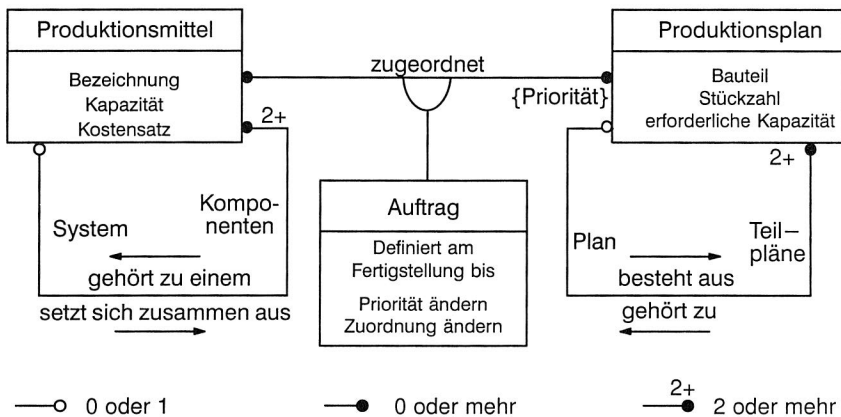 Produktionsmittel
Bezeichnung
Kapazität
Kostensatz
2+
zugeordnet
{Priorität}
Produktionsplan
Bauteil
Stückzahl
erforderliche Kapazität
2+
System
Kompo-
nenten
gehört zu einem
setzt sich zusammen aus
Auftrag
Definiert am
Fertigstellung bis
Priorität ändern
Zuordnung ändern
Plan
Teil–
pläne
besteht aus
gehört zu
0 oder 1
0 oder mehr
2+
2 oder mehr